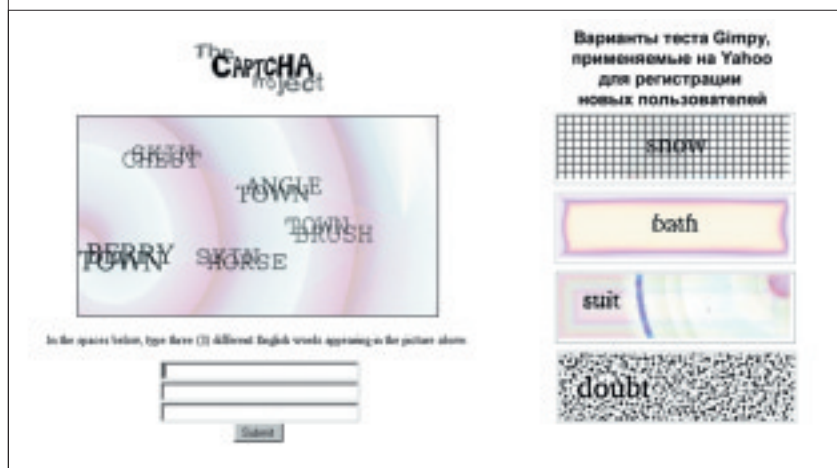 The
CAPTCHA
Project
SKIN
CHEST
ANGLE
TOWN
TOWN
BRUSH
BERRY
TOWN
SKIN
HORSE
In the spaces below, type three (3) different English words appearing in the picture above.
Submit
Варианты теста Gimpy,
применяемые на Yahoo
для регистрации
новых пользователей
snow
bath
suit
doubt